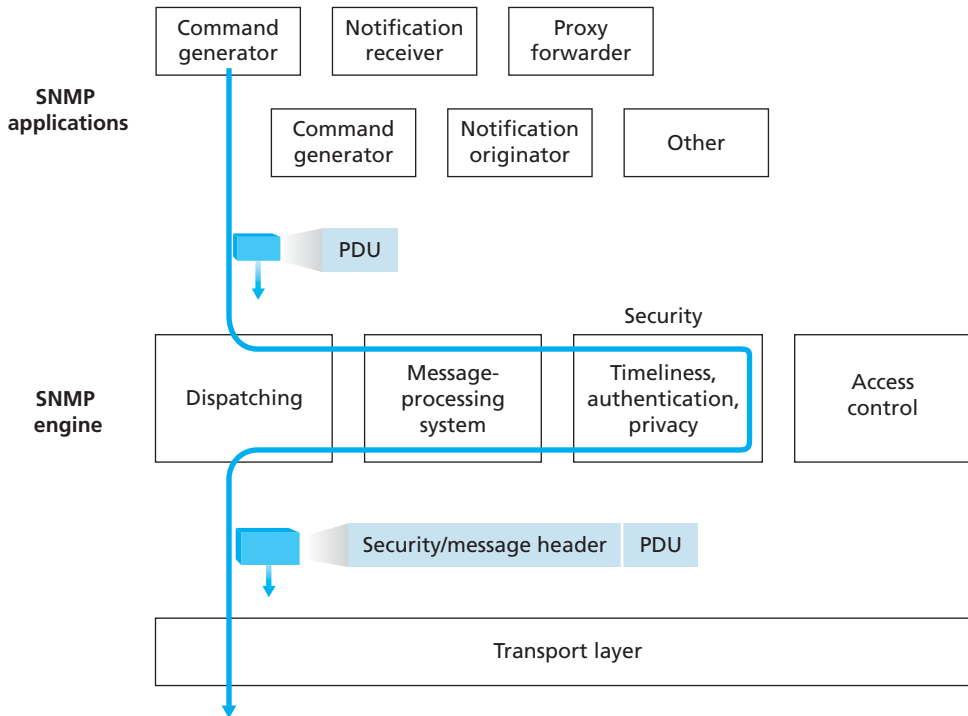 Command
generator
Notification
receiver
Proxy
forwarder
SNMP
applications
Command
generator
Notification
originator
Other
PDU
Security
SNMP
engine
Dispatching
Message-
processing
system
Timeliness,
authentication,
privacy
Access
control
Security/message header
PDU
Transport layer